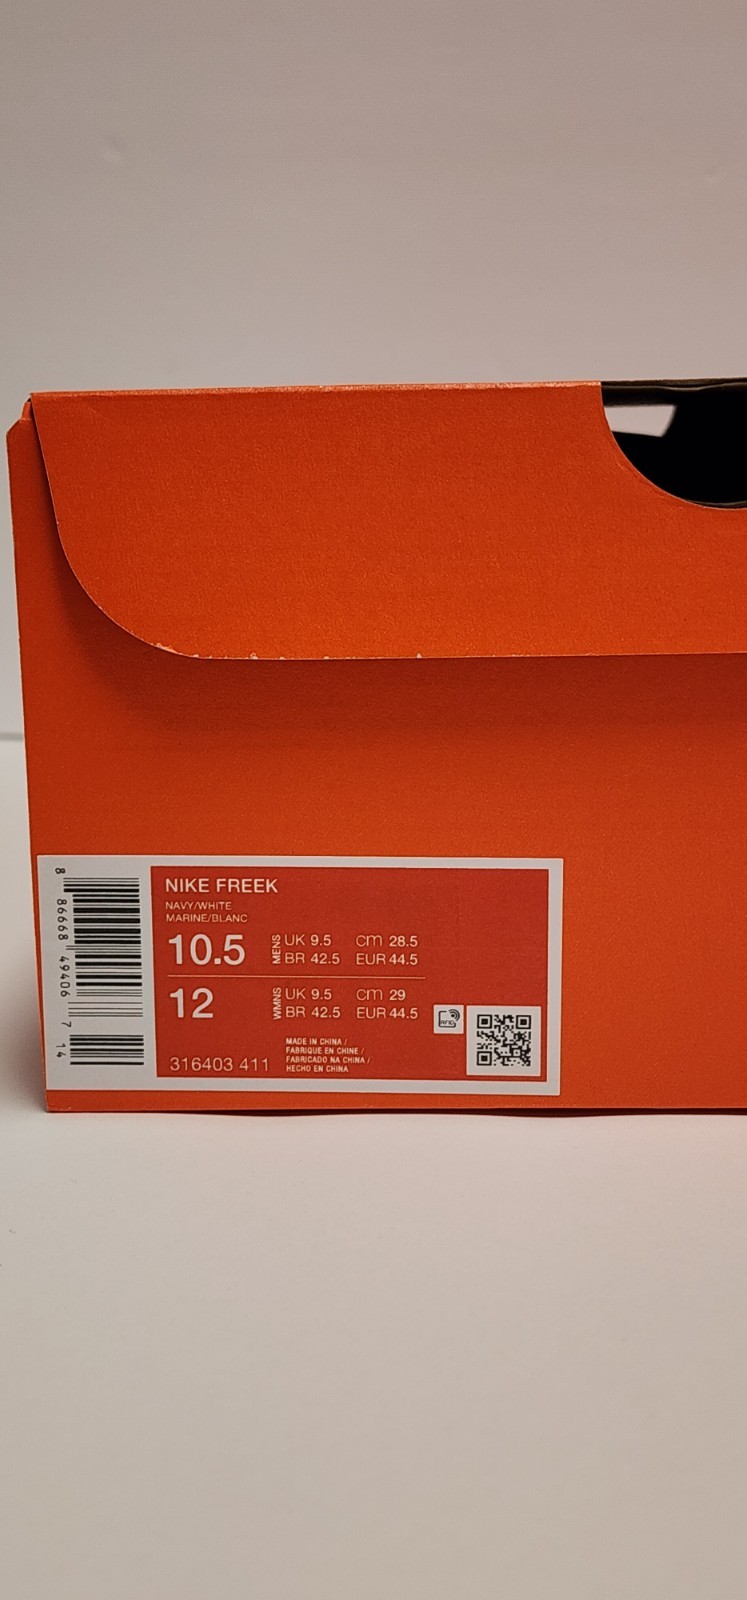 8 86668 49406 7 14
NIKE FREEK
NAVY/WHITE
MARINE/BLANC
10.5 MENS UK 9.5 cm 28.5
BR 42.5 EUR 44.5
12 WMNS UK 9.5 cm 29
BR 42.5 EUR 44.5
316403 411
MADE IN CHINA /
FABRIQUE EN CHINE /
FABRICADO NA CHINA /
HECHO EN CHINA
RFID